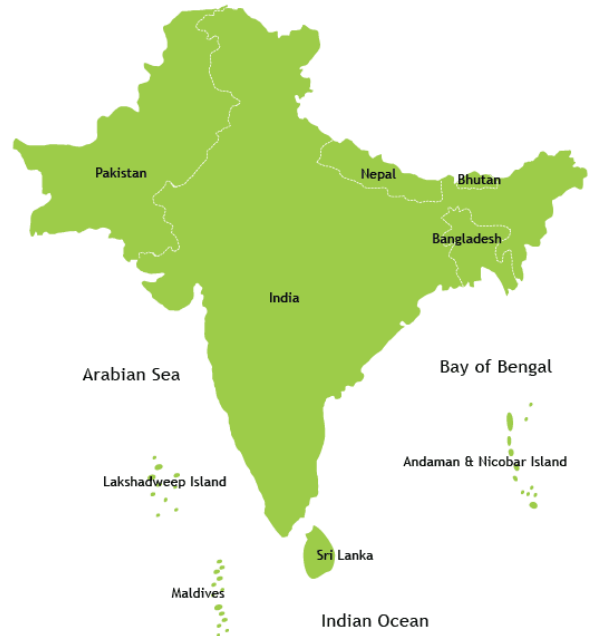 Pakistan
Nepal
Bhutan
Bangladesh
India
Arabian Sea
Bay of Bengal
Andaman & Nicobar Island
Lakshadweep Island
Sri Lanka
Maldives
Indian Ocean